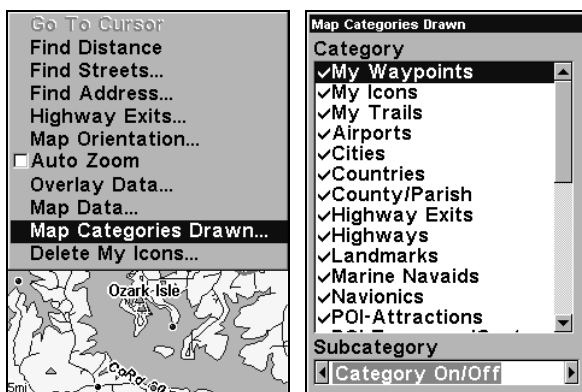 Go To Cursor
Find Distance
Find Streets...
Find Address...
Highway Exits...
Map Orientation...
Auto Zoom
Overlay Data...
Map Data...
Map Categories Drawn...
Delete My Icons...
Ozark-Isle
5mi
Map Categories Drawn
Category
My Waypoints
My Icons
My Trails
Airports
Cities
Countries
County/Parish
Highway Exits
Highways
Landmarks
Marine Navaids
Navionics
POI-Attractions
Subcategory
Category On/Off